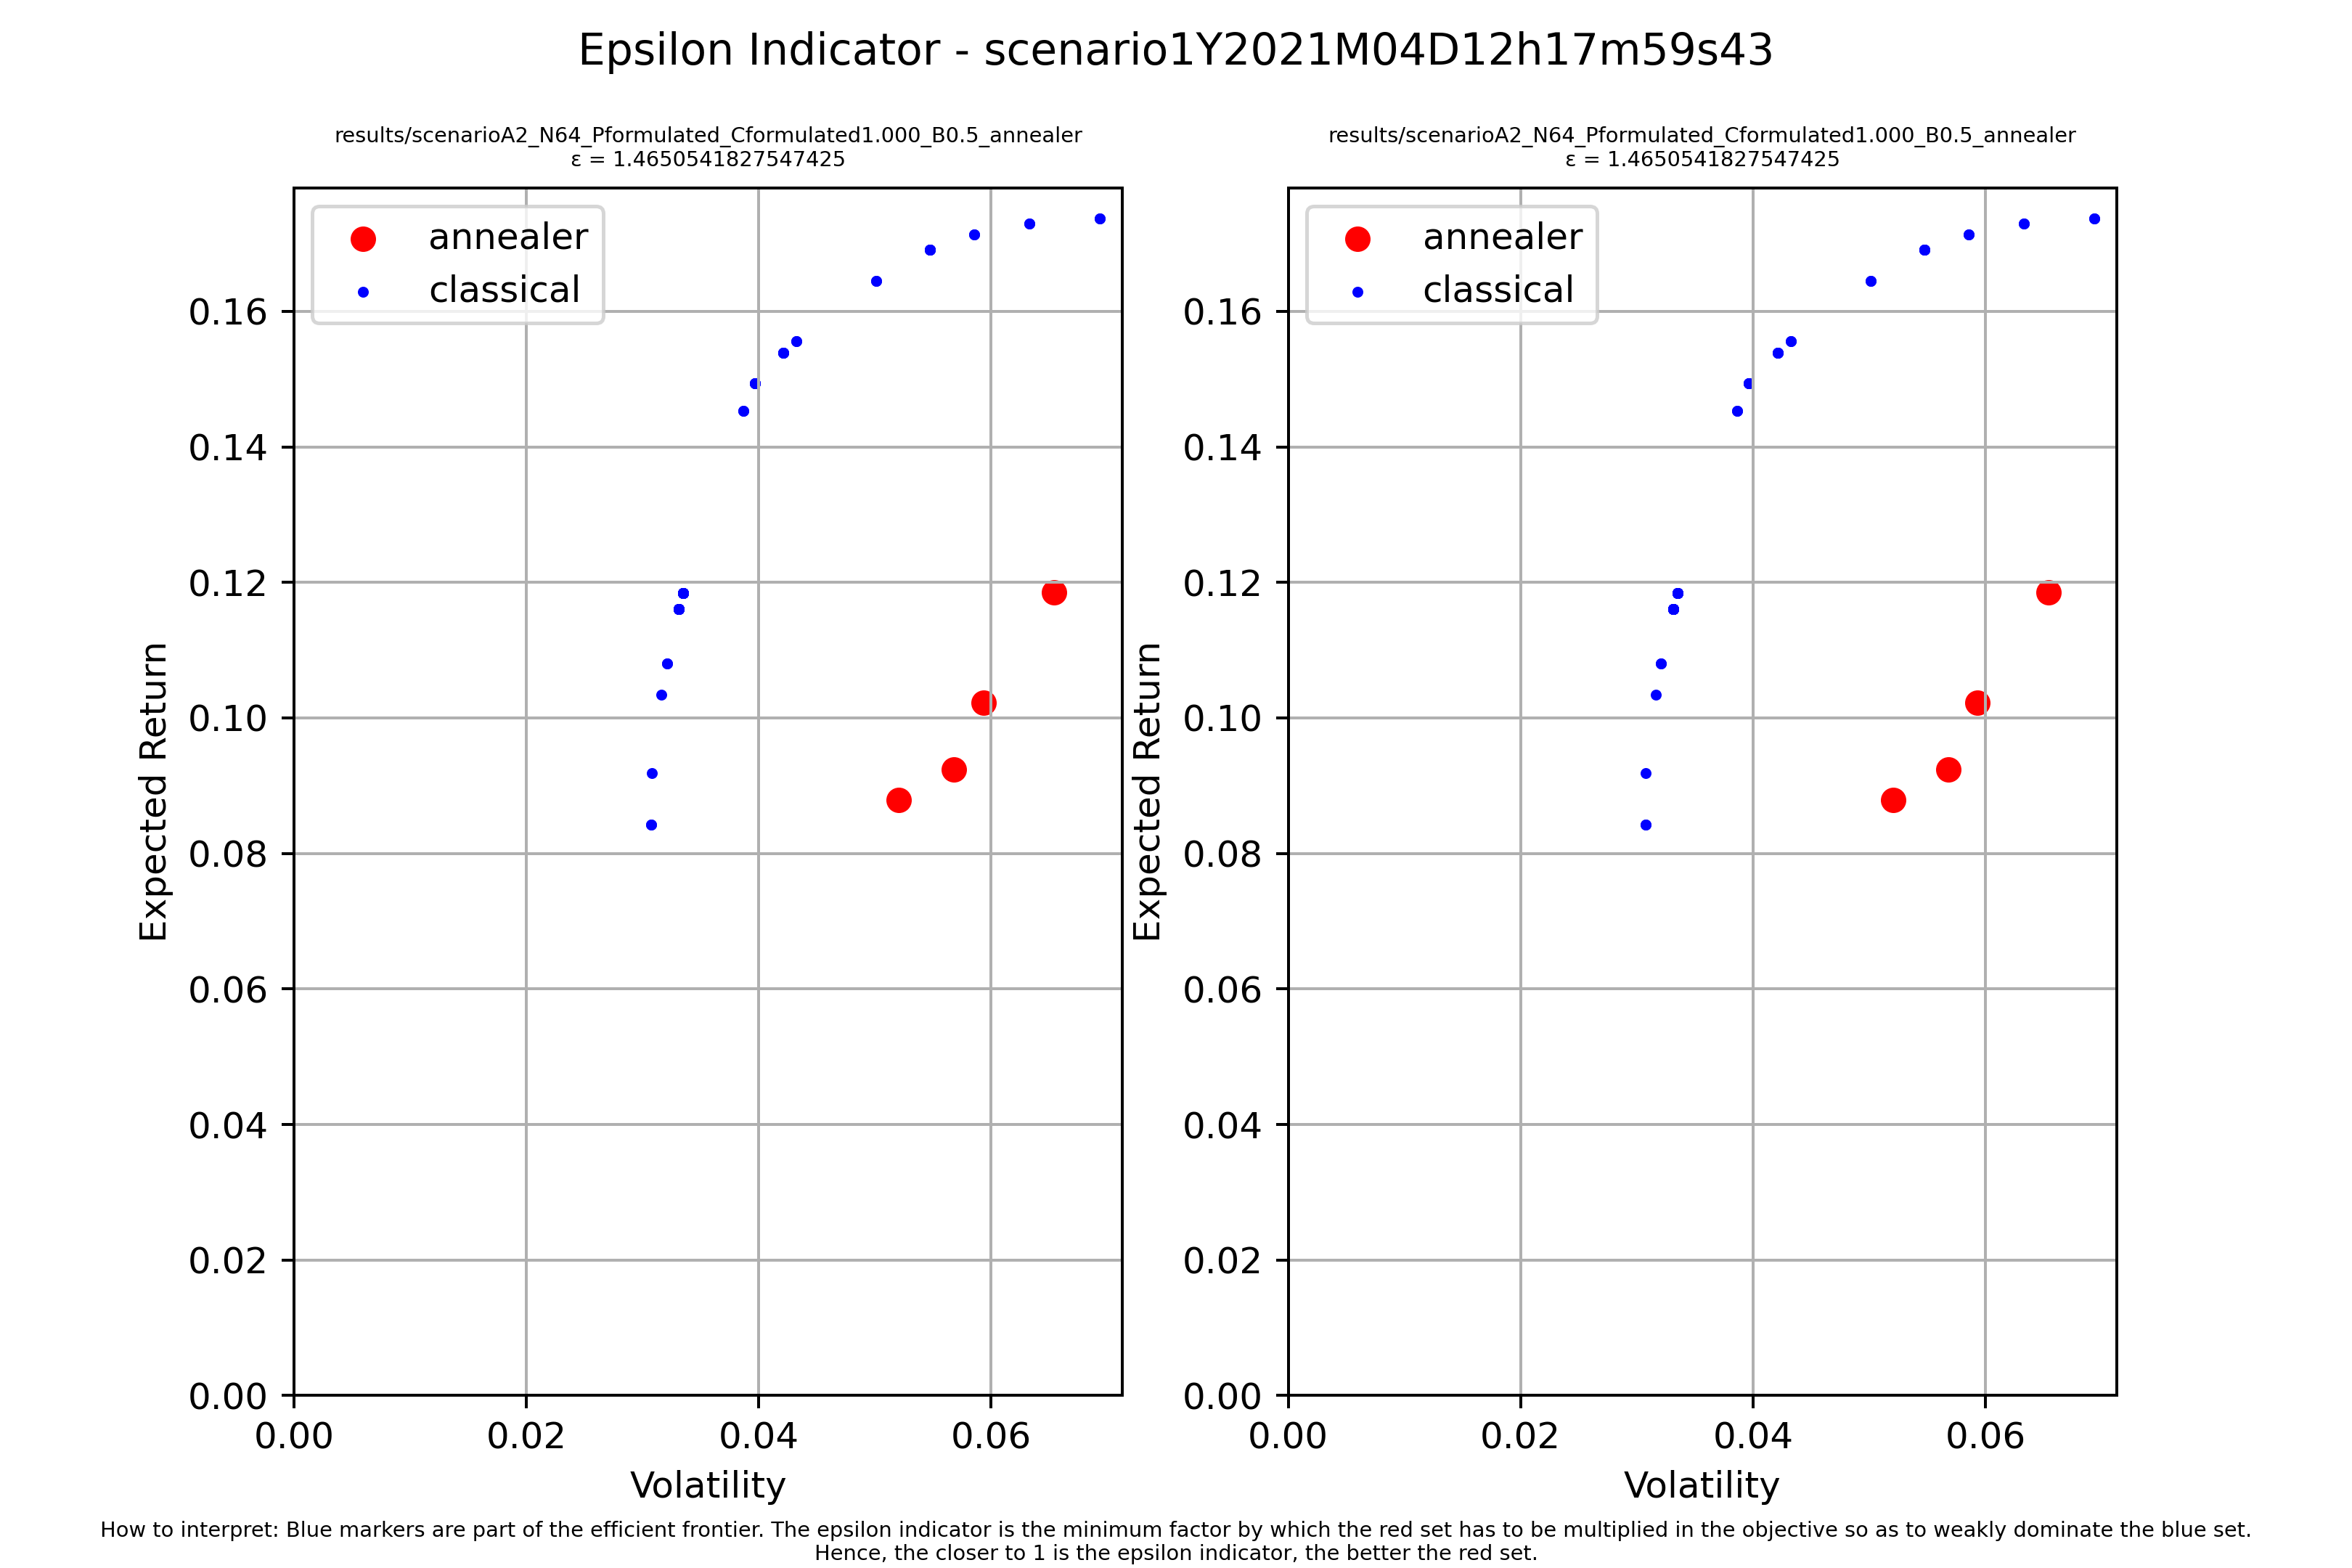 Epsilon Indicator - scenario1Y2021M04D12h17m59s43
results/scenarioA2_N64_Pformulated_Cformulated1.000_B0.5_annealer
ε = 1.4650541827547425
annealer
classical
0.16
0.14
0.12
0.10
0.08
0.06
0.04
0.02
0.00
Expected Return
0.00
0.02
0.04
0.06
Volatility
results/scenarioA2_N64_Pformulated_Cformulated1.000_B0.5_annealer
ε = 1.4650541827547425
annealer
classical
0.16
0.14
0.12
0.10
0.08
0.06
0.04
0.02
0.00
Expected Return
0.00
0.02
0.04
0.06
Volatility
How to interpret: Blue markers are part of the efficient frontier. The epsilon indicator is the minimum factor by which the red set has to be multiplied in the objective so as to weakly dominate the blue set.
Hence, the closer to 1 is the epsilon indicator, the better the red set.